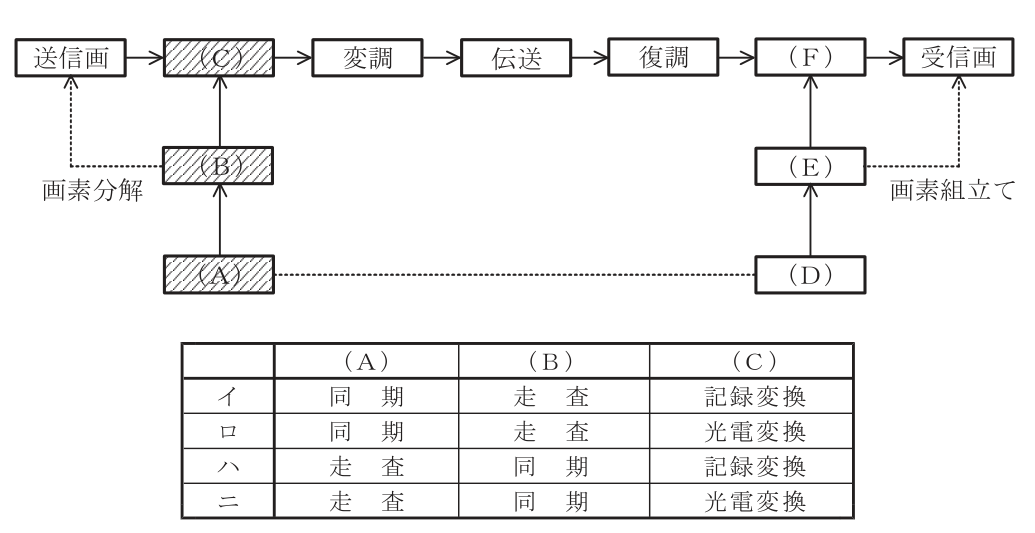 送信画 (C) 変調 伝送 復調 (F) 受信画
(B) (E)
画素分解 画素組立て
(A) (D)
(A) (B) (C)
イ 同 期 走 査 記録変換
ロ 同 期 走 査 光電変換
ハ 走 査 同 期 記録変換
ニ 走 査 同 期 光電変換